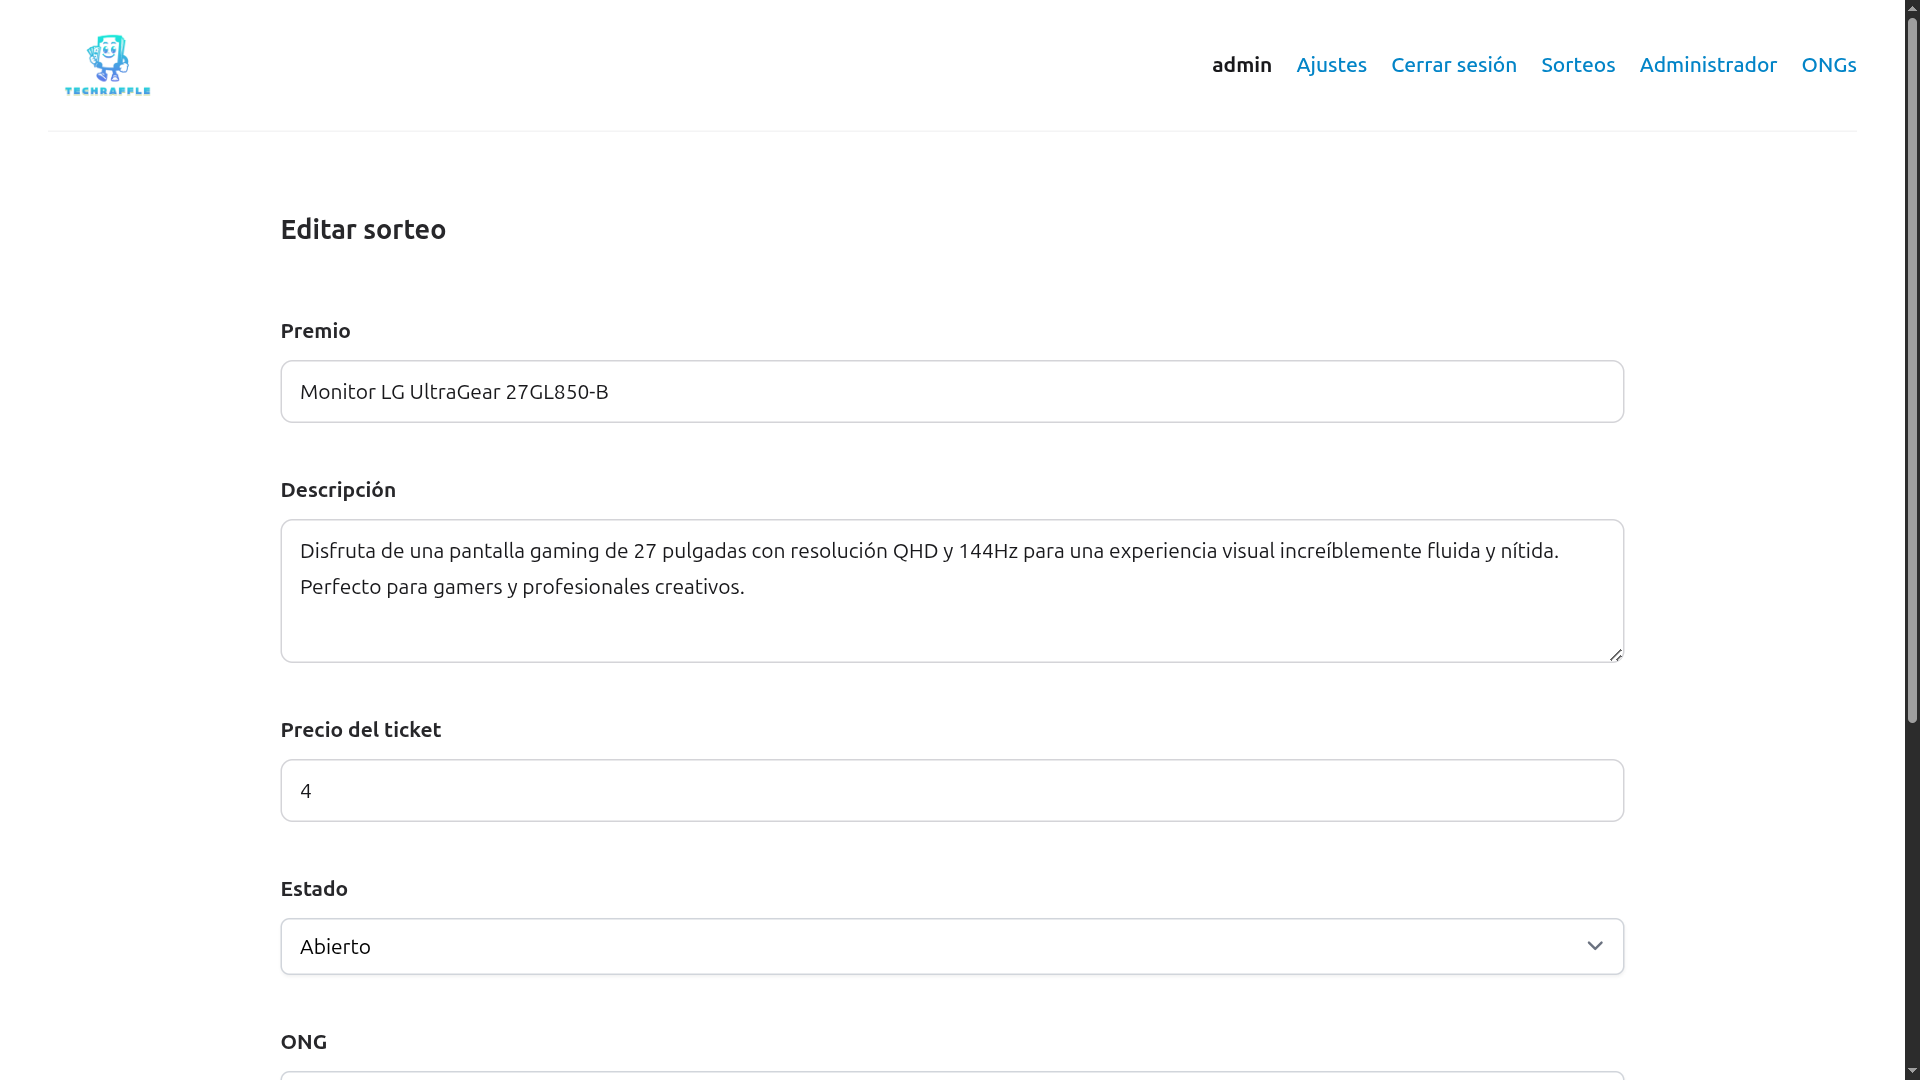 TECHRAFFLE
admin Ajustes Cerrar sesión Sorteos Administrador ONGs
Editar sorteo
Premio
Monitor LG UltraGear 27GL850-B
Descripción
Disfruta de una pantalla gaming de 27 pulgadas con resolución QHD y 144Hz para una experiencia visual increíblemente fluida y nítida.
Perfecto para gamers y profesionales creativos.
Precio del ticket
4
Estado
Abierto
ONG